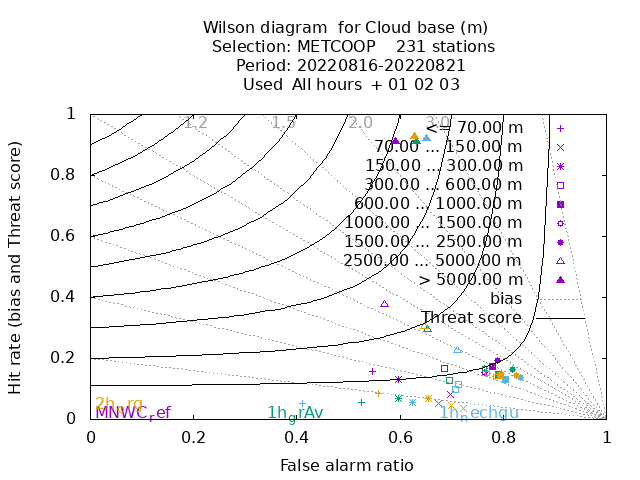 Wilson diagram  for Cloud base (m)
Selection: METCOOP    231 stations
Period: 20220816-20220821
Used  All hours  + 01 02 03
Hit rate (bias and Threat score)
1
0.8
0.6
0.4
0.2
0
1.2
1.5
2.0
3.0
<= 70.00 m
70.00 ... 150.00 m
150.00 ... 300.00 m
300.00 ... 600.00 m
600.00 ... 1000.00 m
1000.00 ... 1500.00 m
1500.00 ... 2500.00 m
2500.00 ... 5000.00 m
> 5000.00 m
bias
Threat score
MNWCref
1hgrAv
0 0.2 0.4 0.6 0.8 1
False alarm ratio